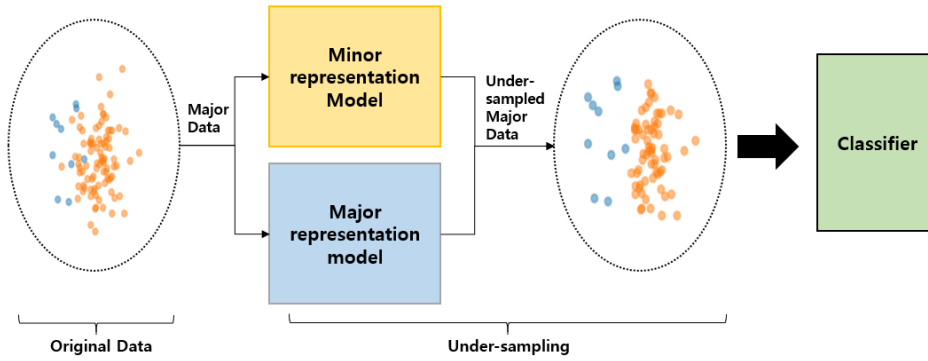 Minor
representation
Model
Major
Data
Under-
sampled
Major
Data
Classifier
Major
representation
model
Original Data
Under-sampling